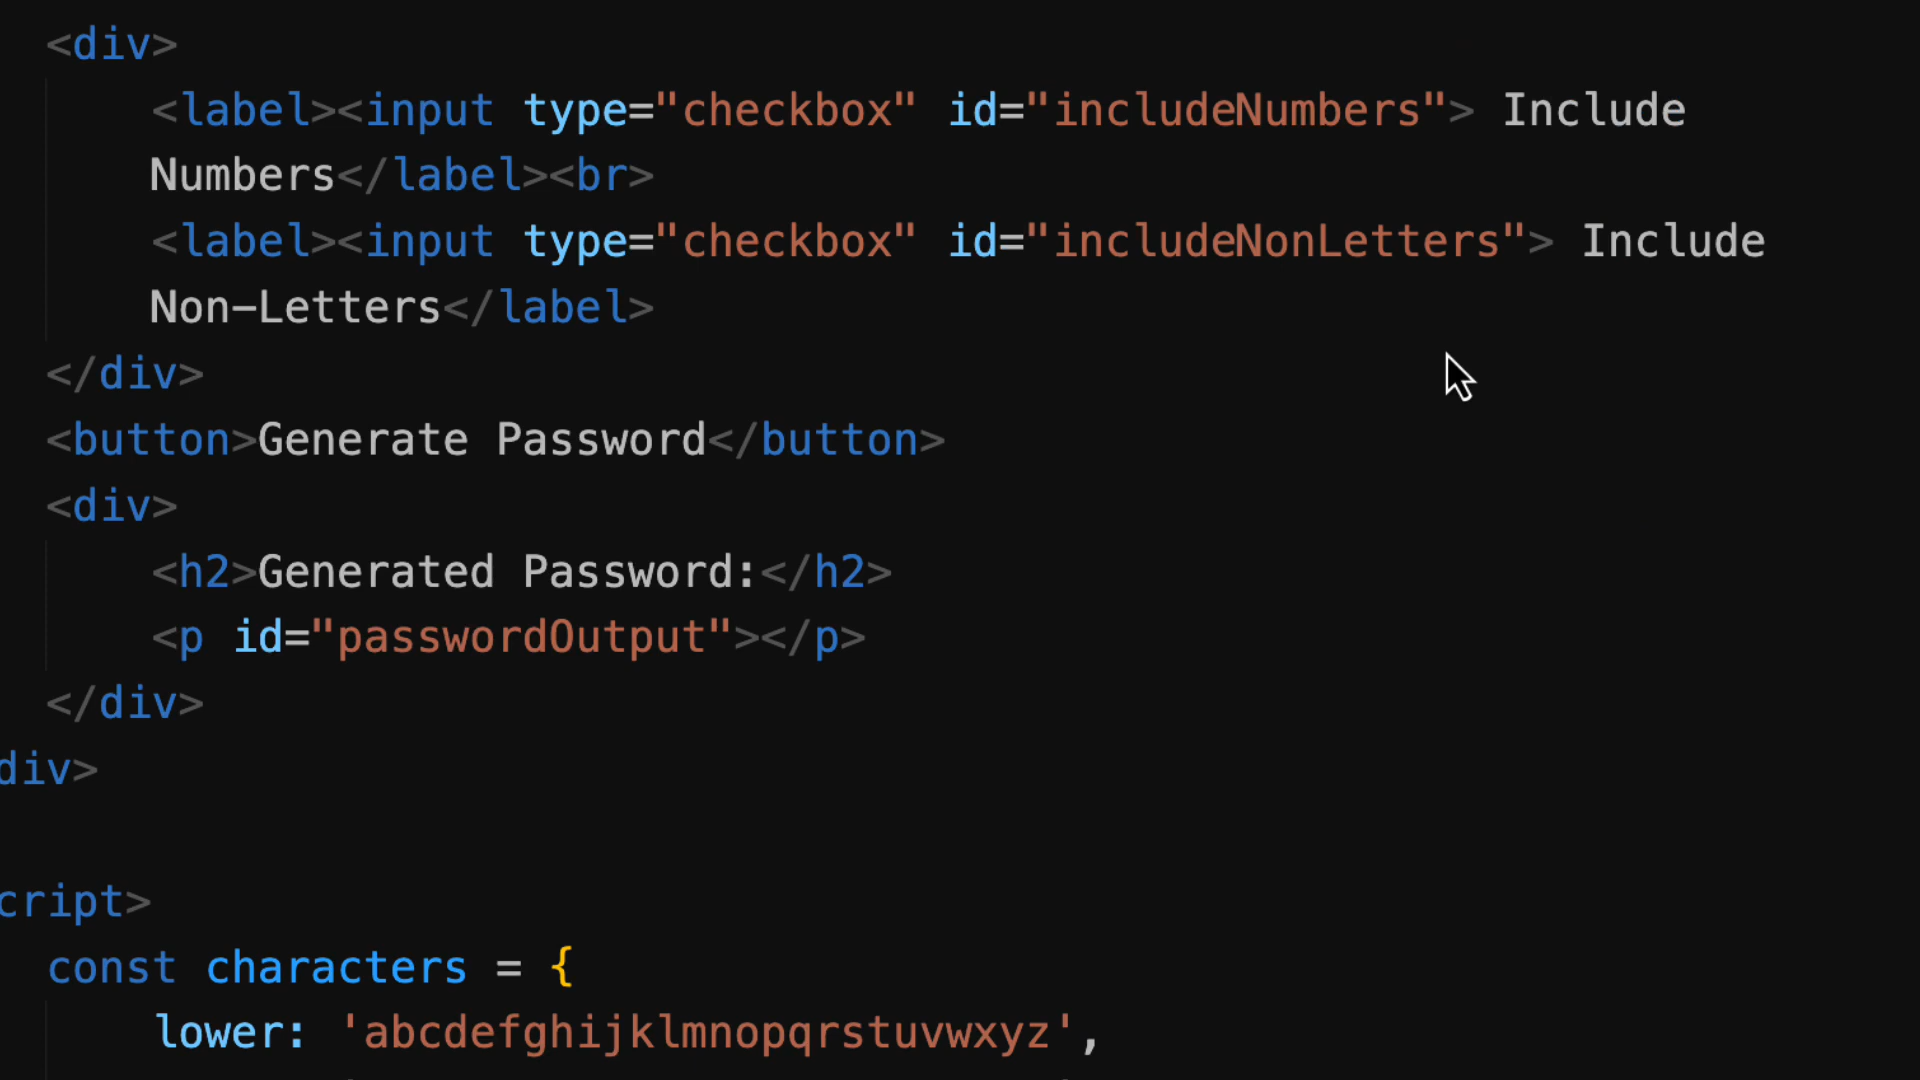 <div>
<label><input type="checkbox" id="includeNumbers"> Include
Numbers</label><br>
<label><input type="checkbox" id="includeNonLetters"> Include
Non-Letters</label>
</div>
<button>Generate Password</button>
<div>
<h2>Generated Password:</h2>
<p id="passwordOutput"></p>
</div>
div>
cript>
const characters = {
lower: 'abcdefghijklmnopqrstuvwxyz',